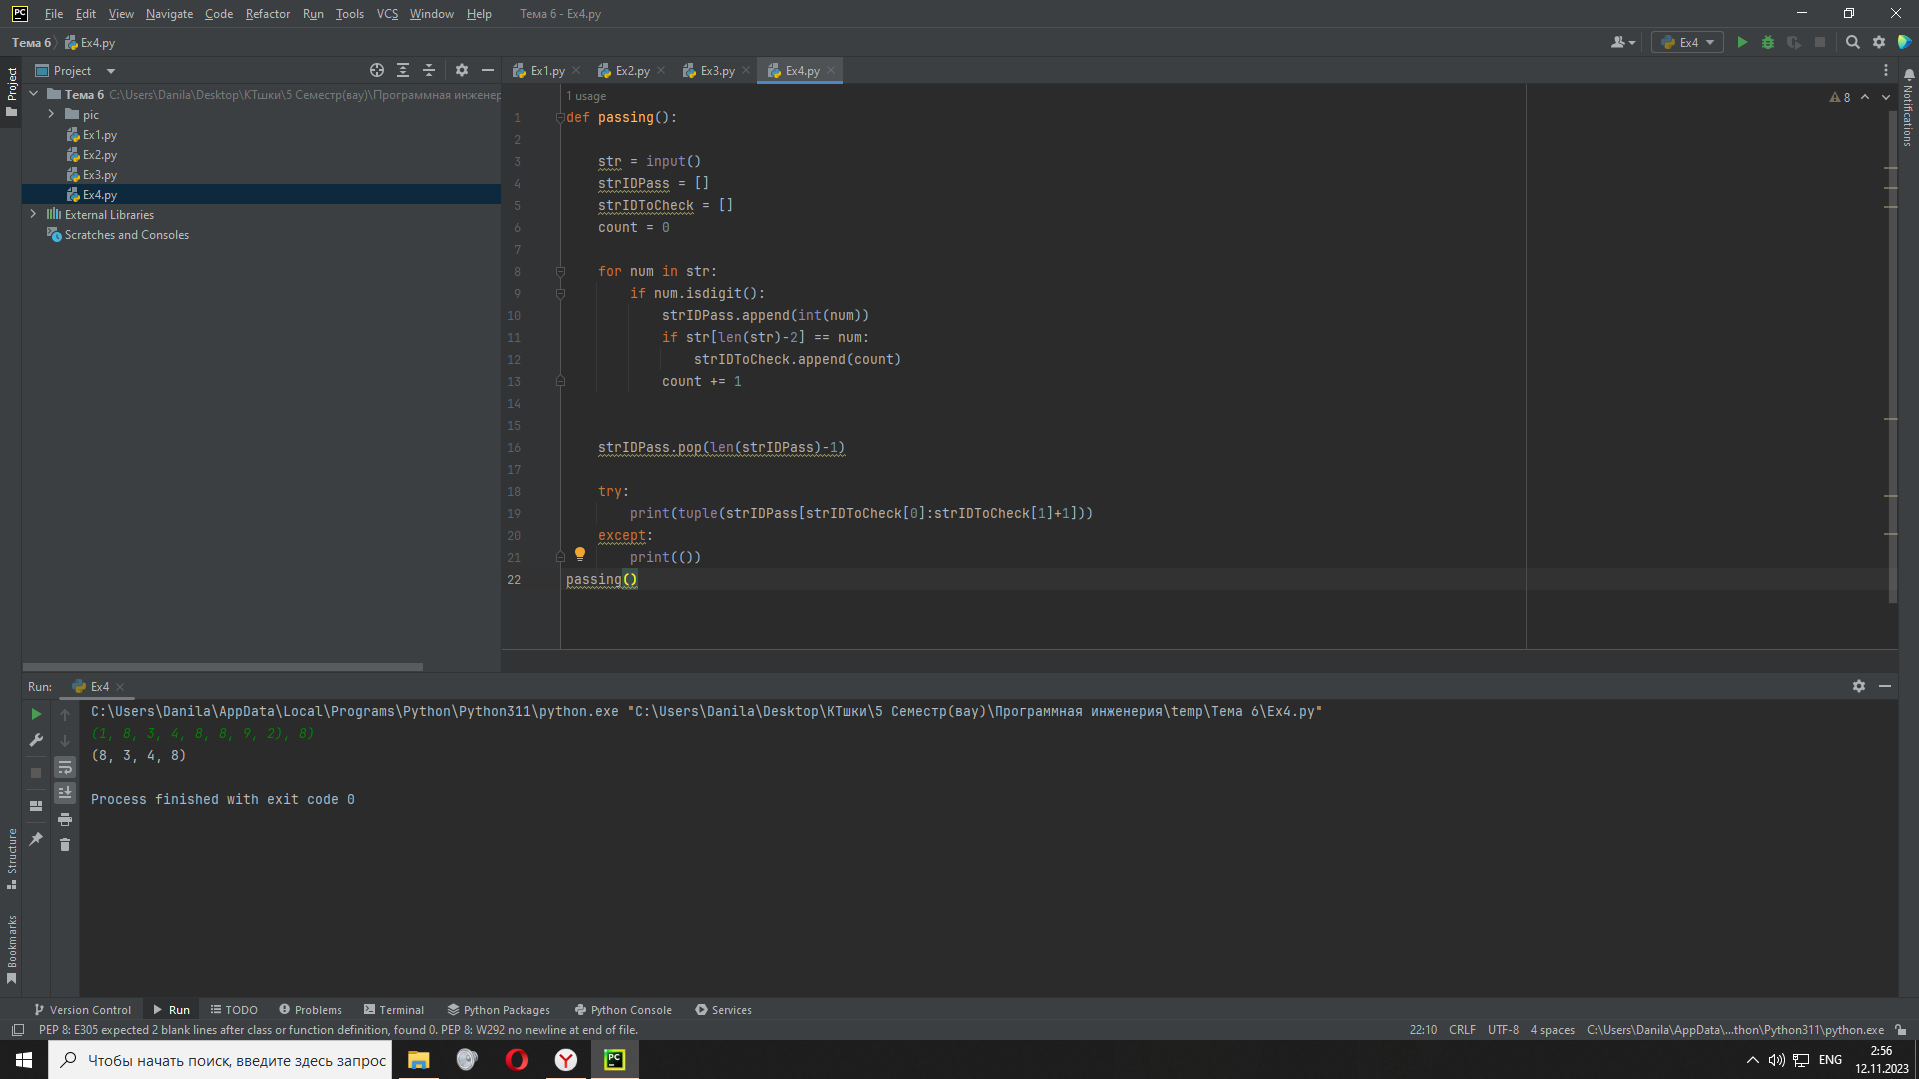 PC File Edit View Navigate Code Refactor Run Tools VCS Window Help Тема 6 - Ex4.py
Тема 6 Ex4.py Ex4
Project
Project
Тема 6 C:\Users\Danila\Desktop\КТшки\5 Семестр(вау)\Программная инженер
pic
Ex1.py
Ex2.py
Ex3.py
Ex4.py
External Libraries
Scratches and Consoles
Ex1.py Ex2.py Ex3.py Ex4.py
8
Notifications
1 usage
1 def passing():
2
3 str = input()
4 strIDPass = []
5 strIDToCheck = []
6 count = 0
7
8 for num in str:
9 if num.isdigit():
10 strIDPass.append(int(num))
11 if str[len(str)-2] == num:
12 strIDToCheck.append(count)
13 count += 1
14
15
16 strIDPass.pop(len(strIDPass)-1)
17
18 try:
19 print(tuple(strIDPass[strIDToCheck[0]:strIDToCheck[1]+1]))
20 except:
21 print(())
22 passing()
Run: Ex4
C:\Users\Danila\AppData\Local\Programs\Python\Python311\python.exe "C:\Users\Danila\Desktop\КТшки\5 Семестр(вау)\Программная инженерия\temp\Тема 6\Ex4.py"
(1, 8, 3, 4, 8, 8, 9, 2), 8)
(8, 3, 4, 8)
Process finished with exit code 0
Structure
Bookmarks
Version Control Run TODO Problems Terminal Python Packages Python Console Services
PEP 8: E305 expected 2 blank lines after class or function definition, found 0. PEP 8: W292 no newline at end of file. 22:10 CRLF UTF-8 4 spaces C:\Users\Danila\AppData\...thon\Python311\python.exe
Чтобы начать поиск, введите здесь запрос PC ENG 2:56
12.11.2023